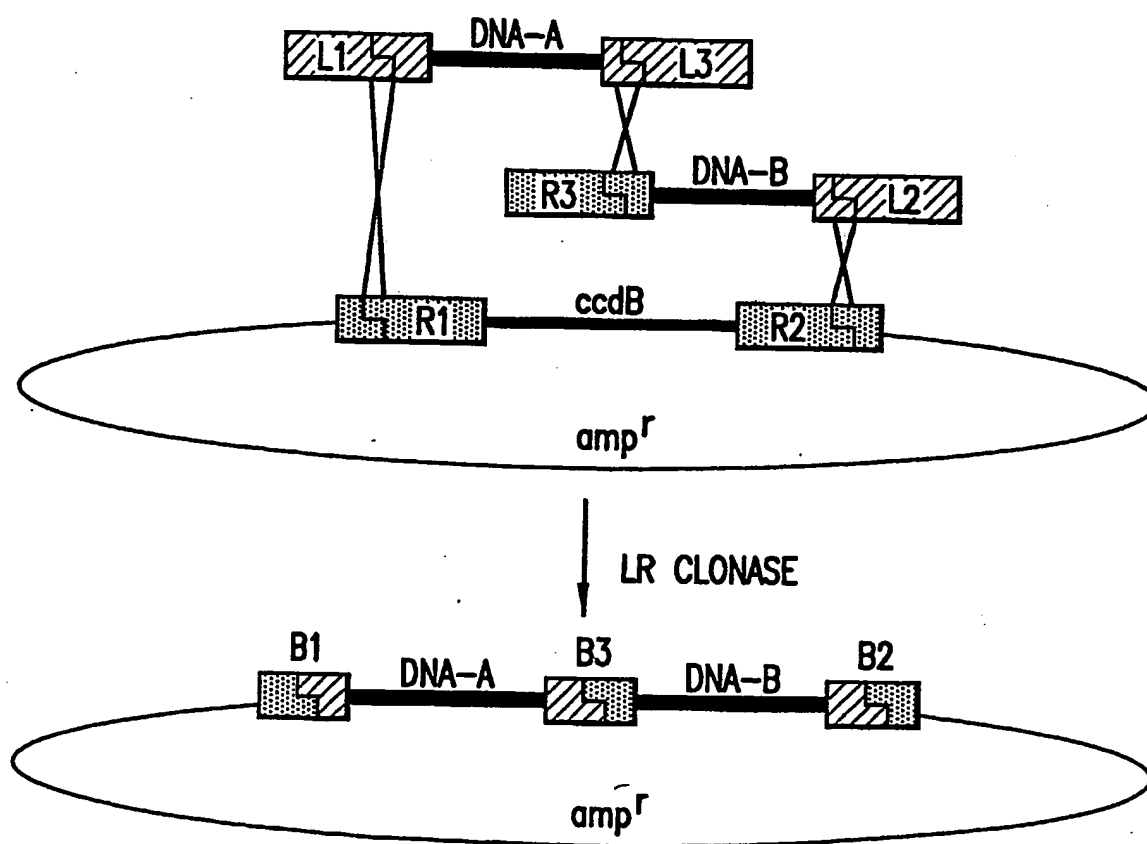 DNA-A
L1
L3
DNA-B
R3
L2
ccdB
R1
R2
amp^r
LR CLONASE
B1
DNA-A
B3
DNA-B
B2
amp^r